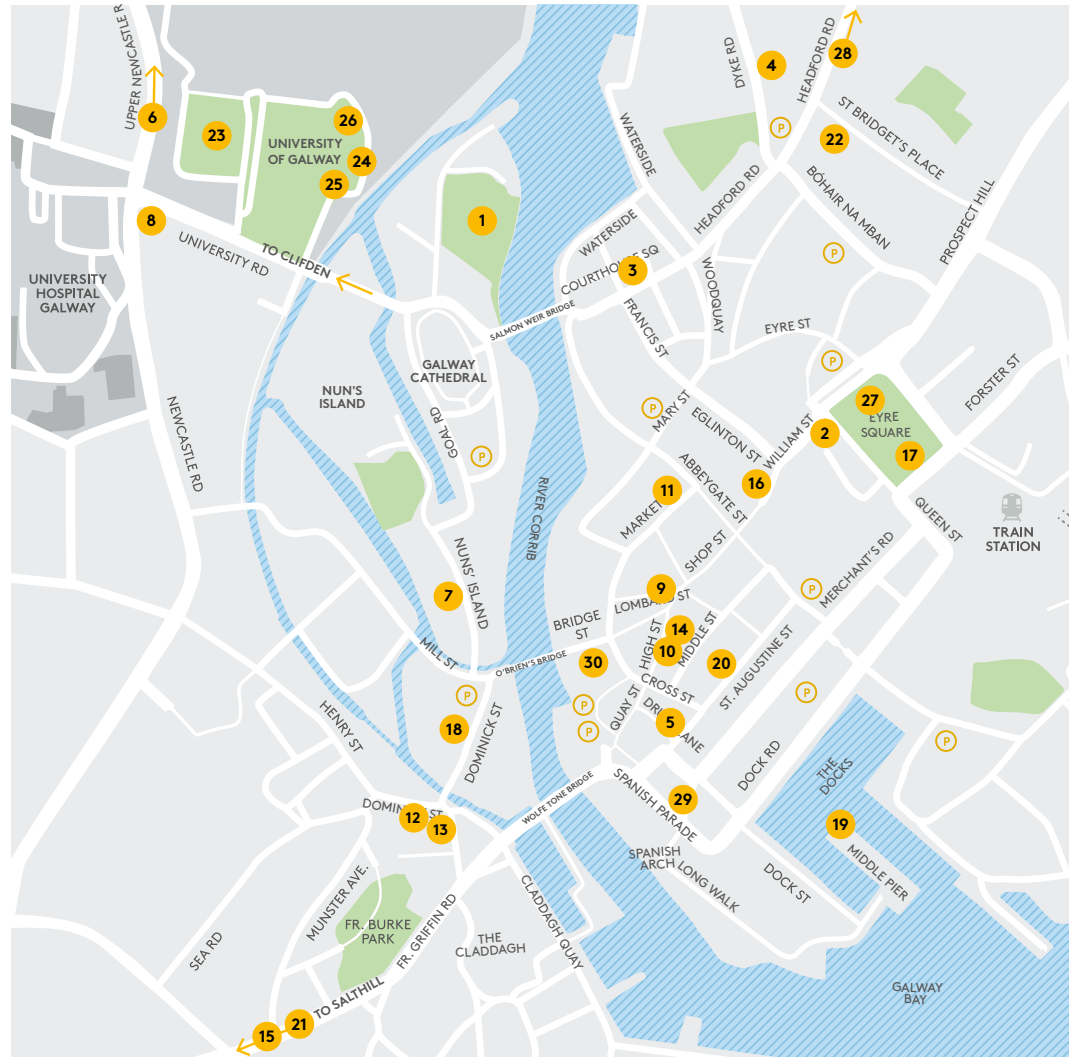 UPPER NEWCASTLE R
6
23
26
UNIVERSITY
OF GALWAY
24
25
8
UNIVERSITY RD
TO CLIFDEN
UNIVERSITY
HOSPITAL
GALWAY
1
DYKE RD
4
HEADFORD RD
28
P
22
ST BRIDGET'S PLACE
BÓHAIR NA MBAN
P
PROSPECT HILL
WATERSIDE
WATERSIDE
HEADFORD RD
COURTHOUSE SQ
3
WOODQUAY
SALMON WEIR BRIDGE
FRANCIS ST
EYRE ST
P
GALWAY
CATHEDRAL
NUN'S
ISLAND
GOAL RD
P
NEWCASTLE RD
P
MARY ST
EGLINTON ST
WILLIAM ST
2
27
EYRE
SQUARE
17
FORSTER ST
16
ABBEYGATE ST
11
MARKET
RIVER CORRIB
SHOP ST
QUEEN ST
TRAIN
STATION
MERCHANT'S RD
P
7
NUNS' ISLAND
9
LOMBARD ST
BRIDGE
ST
14
HIGH ST
10
MIDDLE ST
20
ST. AUGUSTINE ST
MILL ST
O'BRIEN'S BRIDGE
30
CROSS ST
P
P
P
QUAY ST
5
P
P
HENRY ST
18
DOMINICK ST
DOCK RD
THE
DOCKS
WOLFE TONE BRIDGE
SPANISH PARADE
29
12
13
19
MIDDLE PIER
SPANISH
ARCH
LONG WALK
DOCK ST
MUNSTER AVE.
CLADDAGH QUAY
FR. BURKE
PARK
FR. GRIFFIN RD
THE
CLADDAGH
SEA RD
GALWAY
BAY
TO SALTHILL
21
15